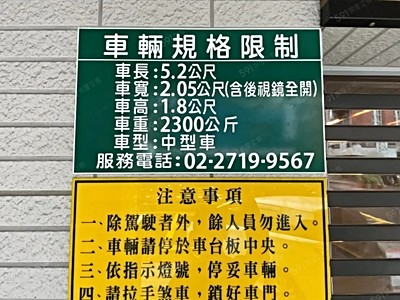 車輛規格限制
車長:5.2公尺
車寬:2.05公尺(含後視鏡全開)
車高:1.8公尺
車重:2300公斤
車型:中型車
服務電話:02-2719-9567
注意事項
一、除駕駛者外，餘人員勿進入。
二、車輛請停於車台板中央。
三、依指示燈號，停妥車輛。
四、請拉手煞車，鎖好車門。